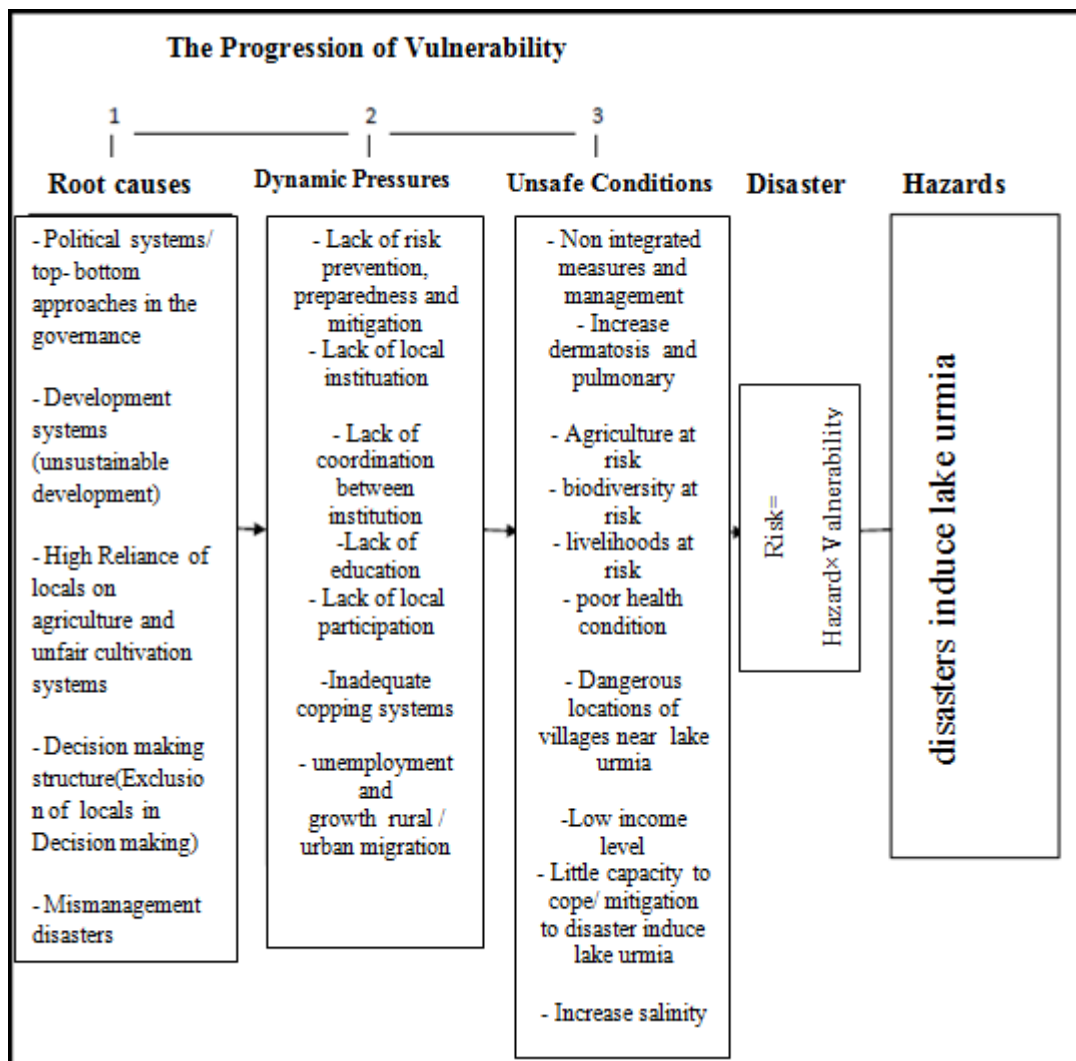 The Progression of Vulnerability
1
2
3
Root causes
Dynamic Pressures
Unsafe Conditions
Disaster
Hazards
- Political systems/
top- bottom
approaches in the
governance
- Development
systems
(unsustainable
development)
- High Reliance of
locals on
agriculture and
unfair cultivation
systems
- Decision making
structure(Exclusio
n of locals in
Decision making)
- Mismanagement
disasters
- Lack of risk
prevention,
preparedness and
mitigation
- Lack of local
instituation
- Lack of
coordination
between
institution
-Lack of
education
- Lack of local
participation
-Inadequate
copping systems
- unemployment
and
growth rural /
urban migration
- Non integrated
measures and
management
- Increase
dermatosis and
pulmonary
- Agriculture at
risk
- biodiversity at
risk
- livelihoods at
risk
- poor health
condition
- Dangerous
locations of
villages near lake
urmia
-Low income
level
- Little capacity to
cope/ mitigation
to disaster induce
lake urmia
- Increase salinity
Risk=
Hazard× Valnerability
disasters induce lake urmia